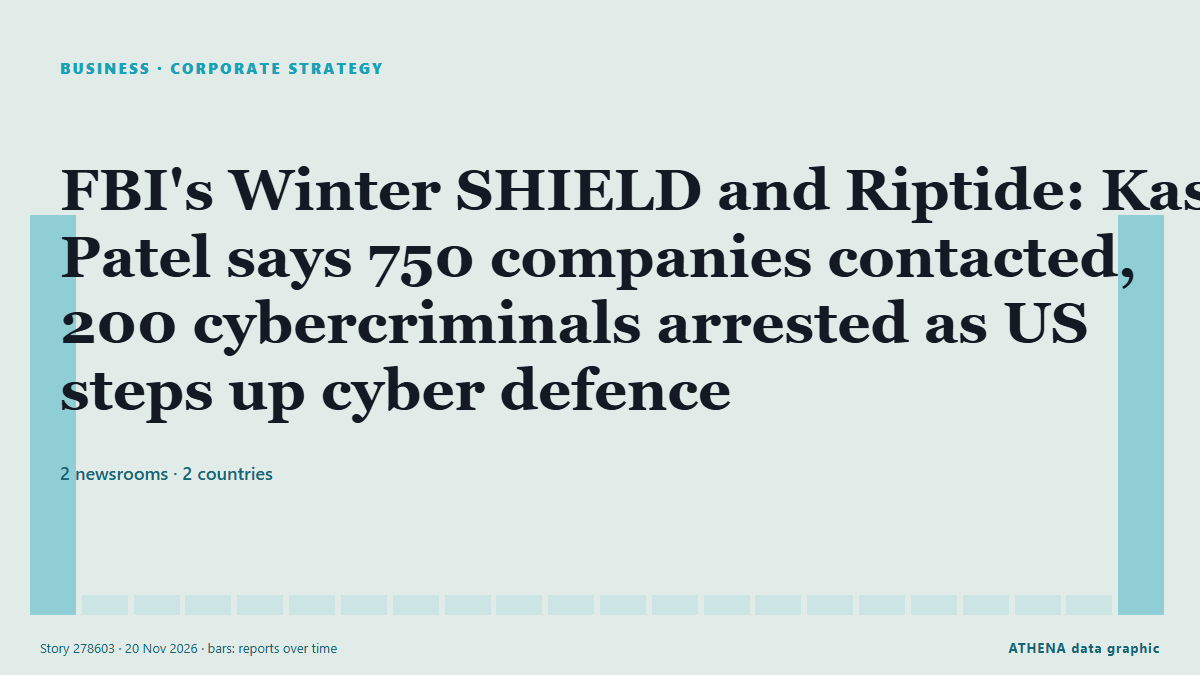 BUSINESS · CORPORATE STRATEGY
FBI's Winter SHIELD and Riptide: Kas
Patel says 750 companies contacted,
200 cybercriminals arrested as US
steps up cyber defence
2 newsrooms · 2 countries
Story 278603 · 20 Nov 2026 · bars: reports over time
ATHENA data graphic